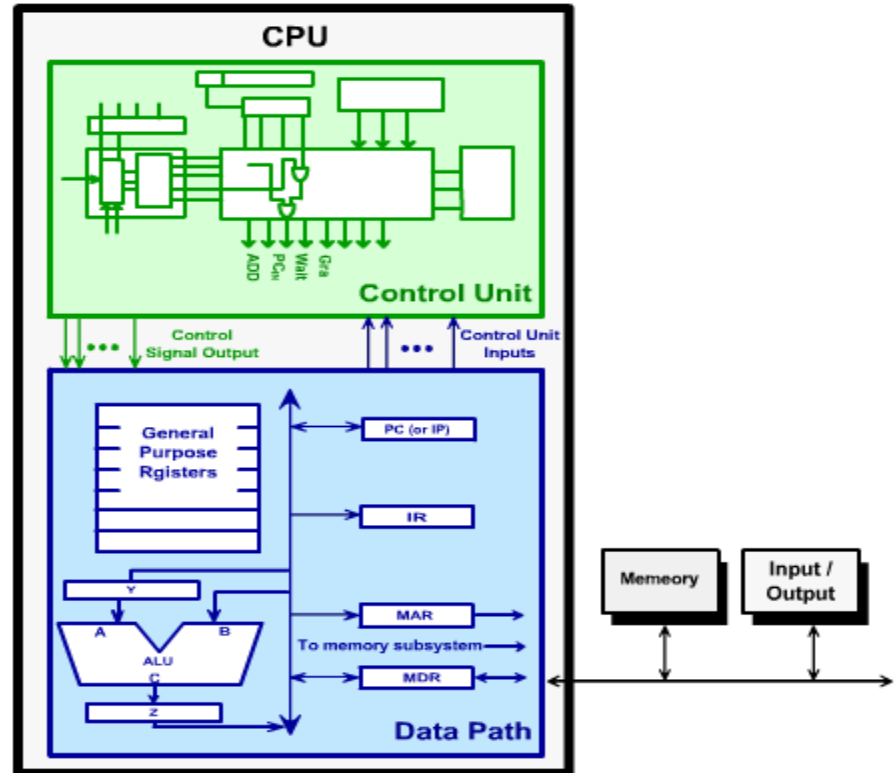 CPU
ADD
PC_IN
Wait
Gra
Control Unit
Control
Signal Output
Control Unit
Inputs
General
Purpose
Rgisters
PC (or IP)
IR
Y
A
B
ALU
C
Z
MAR
To memory subsystem
MDR
Data Path
Memeory
Input /
Output